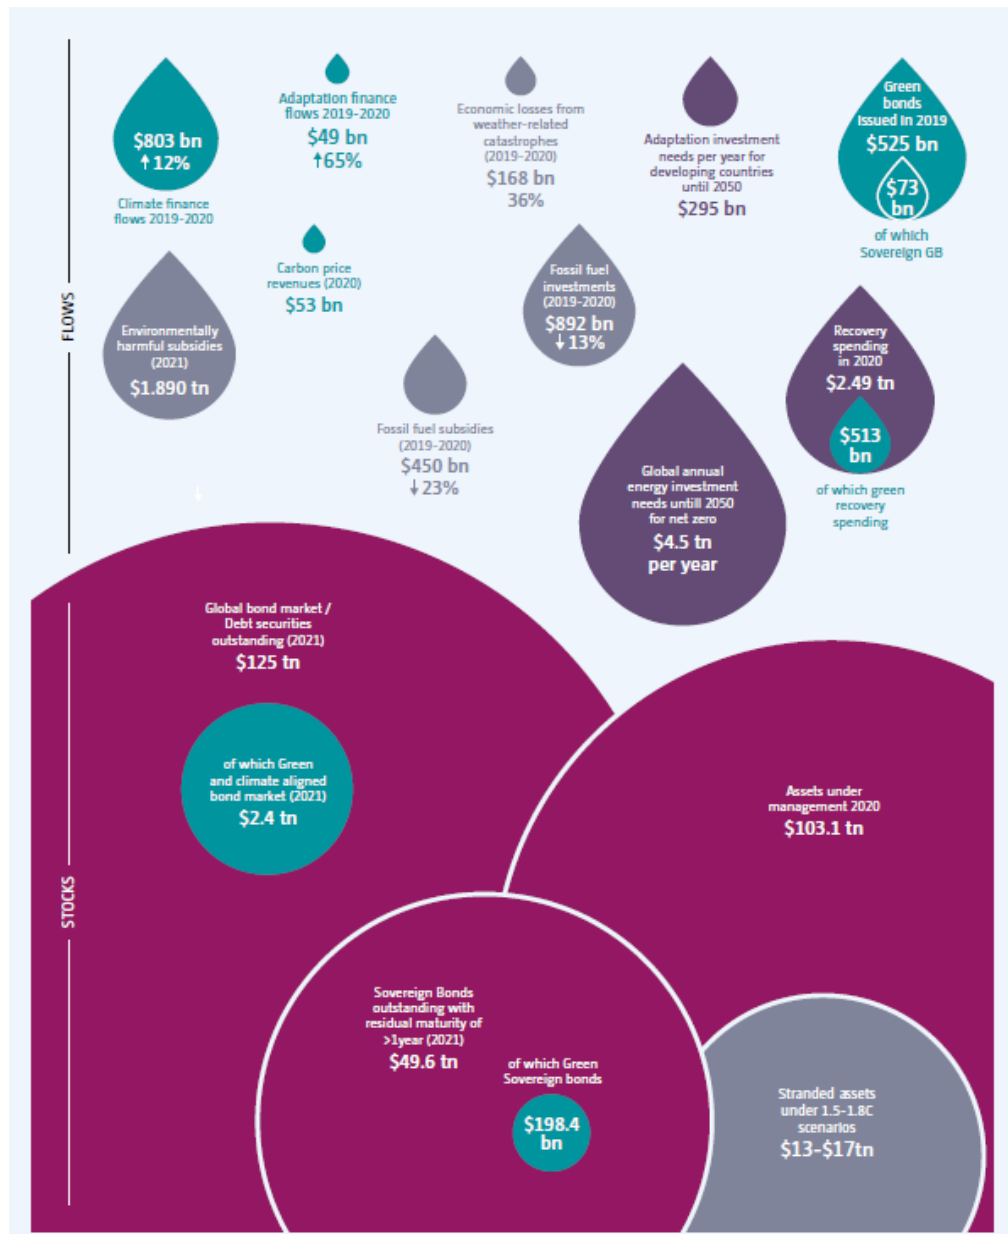 $803 bn
↑12%
Climate finance
flows 2019-2020
Adaptation finance
flows 2019-2020
$49 bn
↑65%
Economic losses from
weather-related
catastrophes
(2019-2020)
$168 bn
36%
Adaptation investment
needs per year for
developing countries
until 2050
$295 bn
Green
bonds
issued in 2019
$525 bn
$73
bn
of which
Sovereign GB
FLOWS
Environmentally
harmful subsidies
(2021)
$1.890 tn
Carbon price
revenues (2020)
$53 bn
Fossil fuel
investments
(2019-2020)
$892 bn
↓13%
Fossil fuel subsidies
(2019-2020)
$450 bn
↓23%
↓
Global annual
energy investment
needs untill 2050
for net zero
$4.5 tn
per year
Recovery
spending
in 2020
$2.49 tn
$513
bn
of which green
recovery
spending
STOCKS
Global bond market /
Debt securities
outstanding (2021)
$125 tn
of which Green
and climate aligned
bond market (2021)
$2.4 tn
Assets under
management 2020
$103.1 tn
Sovereign Bonds
outstanding with
residual maturity of
>1year (2021)
$49.6 tn
of which Green
Sovereign bonds
$198.4
bn
Stranded assets
under 1.5-1.8C
scenarios
$13-$17tn